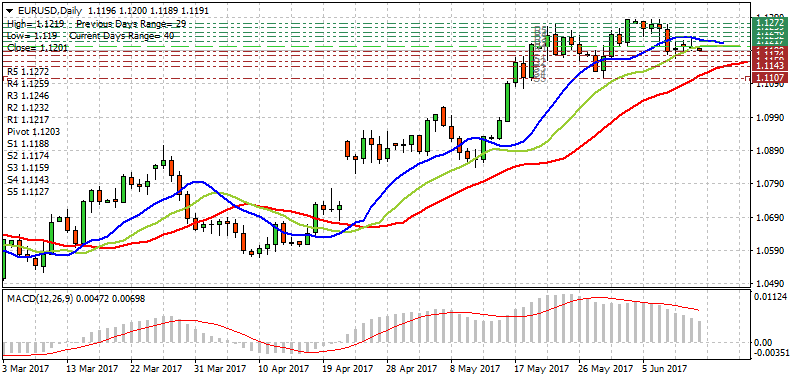 EURUSD,Daily 1.1196 1.1200 1.1189 1.1191
High= 1.1219 Previous Days Range= 29
Low= 1.119 Current Days Range= 40
Close= 1.1201
R5 1.1272
R4 1.1259
R3 1.1246
R2 1.1232
R1 1.1217
Pivot 1.1203
S1 1.1188
S2 1.1174
S3 1.1159
S4 1.1143
S5 1.1127
1.1272
1.1143
1.1107
1.0990
1.0890
1.0790
1.0690
1.0590
1.0490
MACD(12,26,9) 0.00472 0.00698
0.01124
0.00
-0.00351
3 Mar 2017
13 Mar 2017
22 Mar 2017
31 Mar 2017
10 Apr 2017
19 Apr 2017
28 Apr 2017
8 May 2017
17 May 2017
26 May 2017
5 Jun 2017